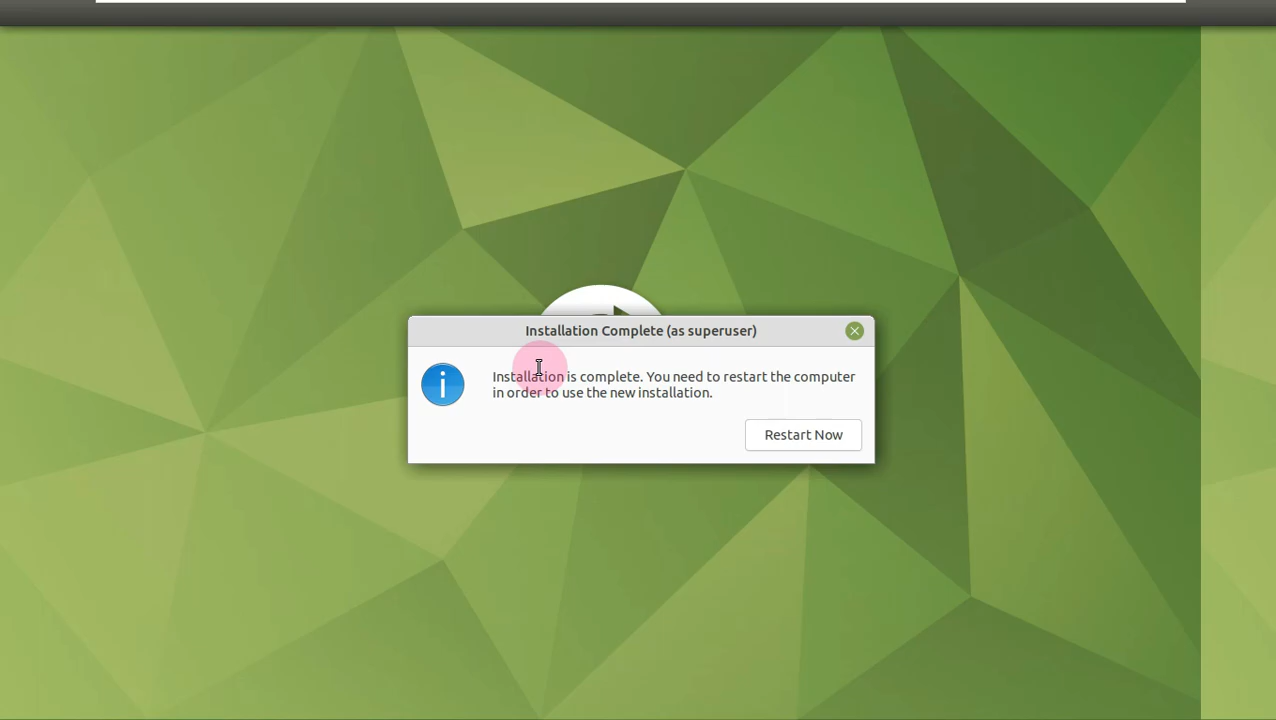 Installation Complete (as superuser)
Installation is complete. You need to restart the computer
in order to use the new installation.
Restart Now